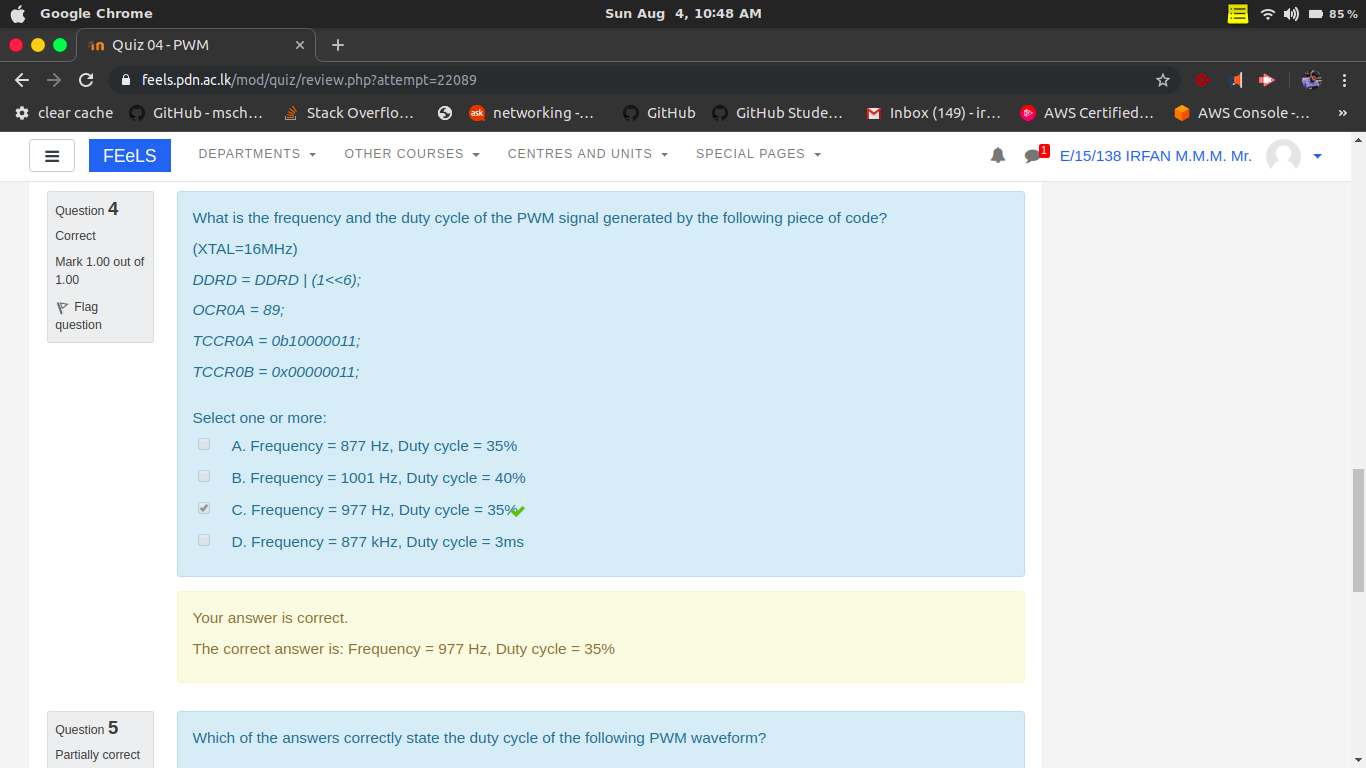 Google Chrome
Sun Aug 4, 10:48 AM
85 %
Quiz 04 - PWM
feels.pdn.ac.lk/mod/quiz/review.php?attempt=22089
clear cache
GitHub - msch...
Stack Overflo...
ask
networking -...
GitHub
GitHub Stude...
Inbox (149) - ir...
AWS Certified...
AWS Console -...
»
FEeLS
DEPARTMENTS
OTHER COURSES
CENTRES AND UNITS
SPECIAL PAGES
1
E/15/138 IRFAN M.M.M. Mr.
Question 4
Correct
Mark 1.00 out of
1.00
Flag
question
What is the frequency and the duty cycle of the PWM signal generated by the following piece of code?
(XTAL=16MHz)
DDRD = DDRD | (1<<6);
OCR0A = 89;
TCCR0A = 0b10000011;
TCCR0B = 0x00000011;
Select one or more:
A. Frequency = 877 Hz, Duty cycle = 35%
B. Frequency = 1001 Hz, Duty cycle = 40%
C. Frequency = 977 Hz, Duty cycle = 35%
D. Frequency = 877 kHz, Duty cycle = 3ms
Your answer is correct.
The correct answer is: Frequency = 977 Hz, Duty cycle = 35%
Question 5
Partially correct
Which of the answers correctly state the duty cycle of the following PWM waveform?